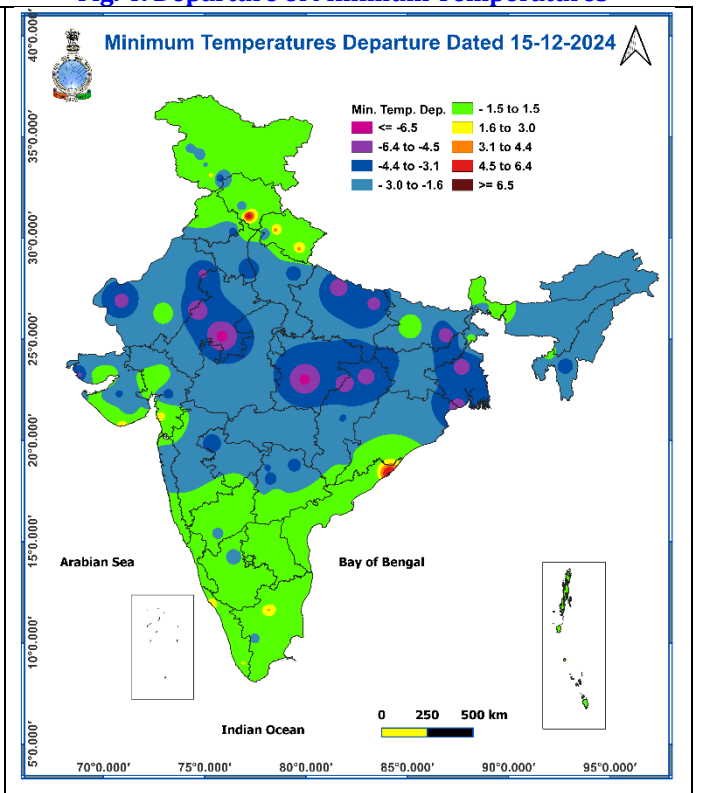 Minimum Temperatures Departure Dated 15-12-2024
Min. Temp. Dep.
<= -6.5
-6.4 to -4.5
-4.4 to -3.1
- 3.0 to -1.6
- 1.5 to 1.5
1.6 to 3.0
3.1 to 4.4
4.5 to 6.4
>= 6.5
40°0.000'
35°0.000'
30°0.000'
25°0.000'
20°0.000'
15°0.000'
10°0.000'
5°0.000'
Arabian Sea
Bay of Bengal
Indian Ocean
0 250 500 km
70°0.000' 75°0.000' 80°0.000' 85°0.000' 90°0.000' 95°0.000'